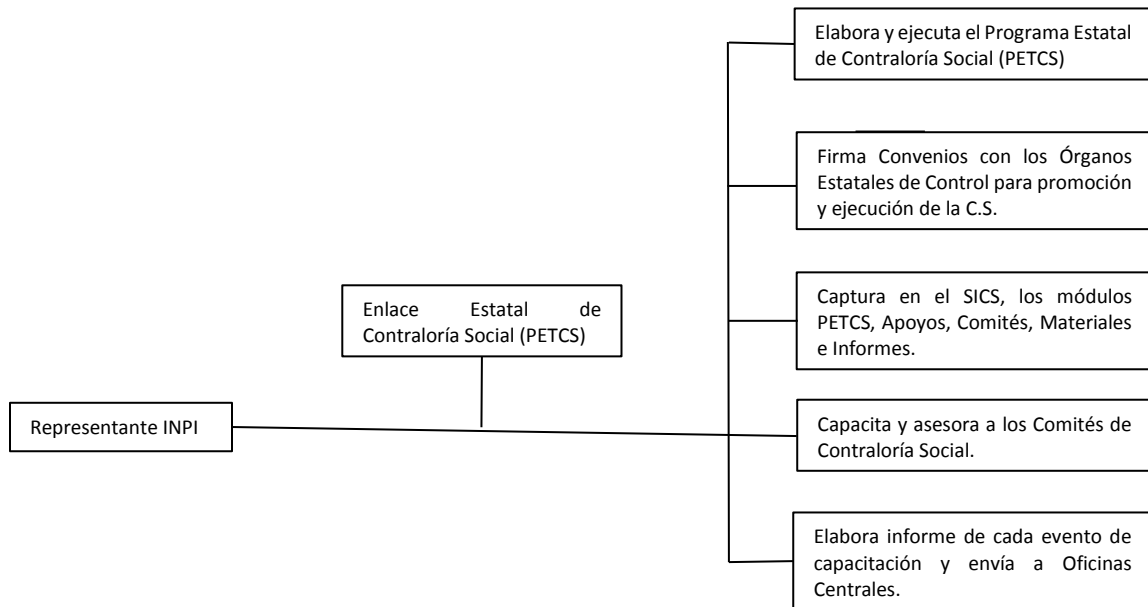 Elabora y ejecuta el Programa Estatal
de Contraloría Social (PETCS)
Firma Convenios con los Órganos
Estatales de Control para promoción
y ejecución de la C.S.
Enlace Estatal de
Contraloría Social (PETCS)
Captura en el SICS, los módulos
PETCS, Apoyos, Comités, Materiales
e Informes.
Representante INPI
Capacita y asesora a los Comités de
Contraloría Social.
Elabora informe de cada evento de
capacitación y envía a Oficinas
Centrales.